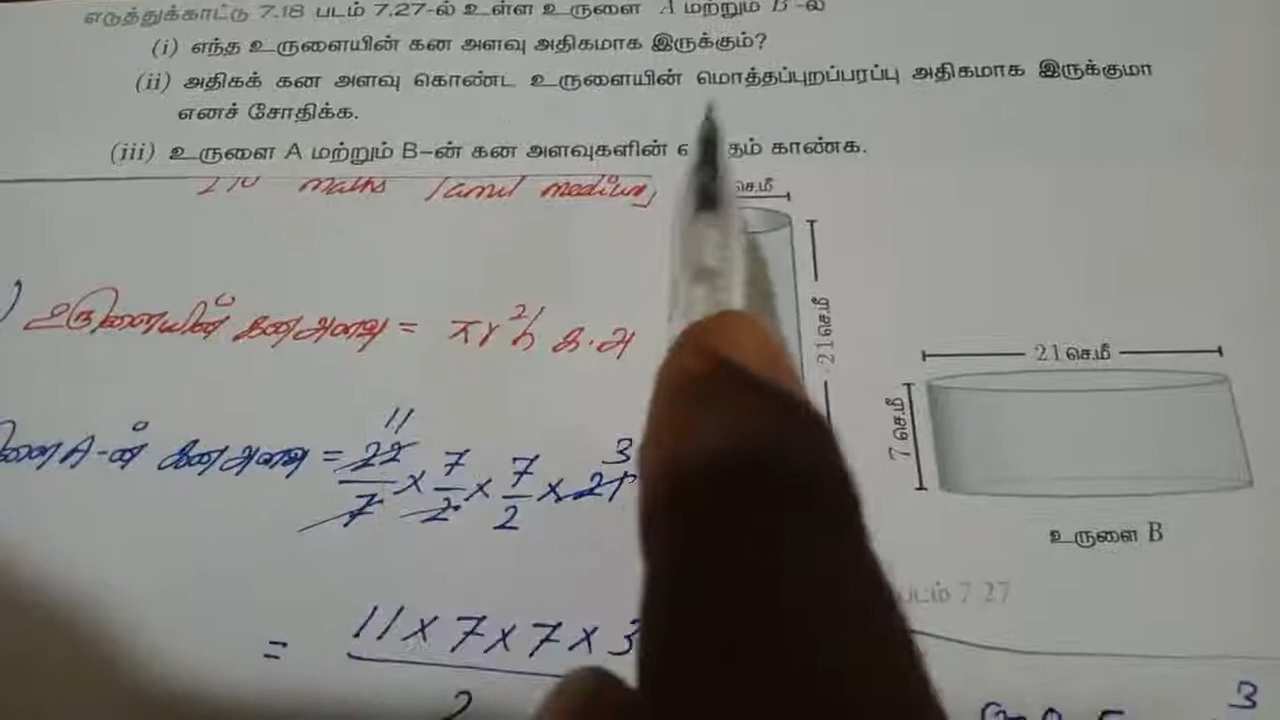 எடுத்துக்காட்டு 7.18 படம் 7.27-ல் உள்ள உருளை A மற்றும் B-ல்
(i) எந்த உருளையின் கன அளவு அதிகமாக இருக்கும்?
(ii) அதிகக் கன அளவு கொண்ட உருளையின் மொத்தப்புறப்பரப்பு அதிகமாக இருக்குமா
எனச் சோதிக்க.
(iii) உருளை A மற்றும் B-ன் கன அளவுகளின் காண்க.
maths Tamil medium
செ.மீ
21 செ.மீ
) உருளையின் கனஅளவு = πr²h க.அ
21 செ.மீ
7 செ.மீ
A-ன் கனஅளவு = 22/7 × 7/2 × 7/2 × 21
11 3
உருளை B
படம் 7.27
= 11 × 7 × 7 × 3
2
3